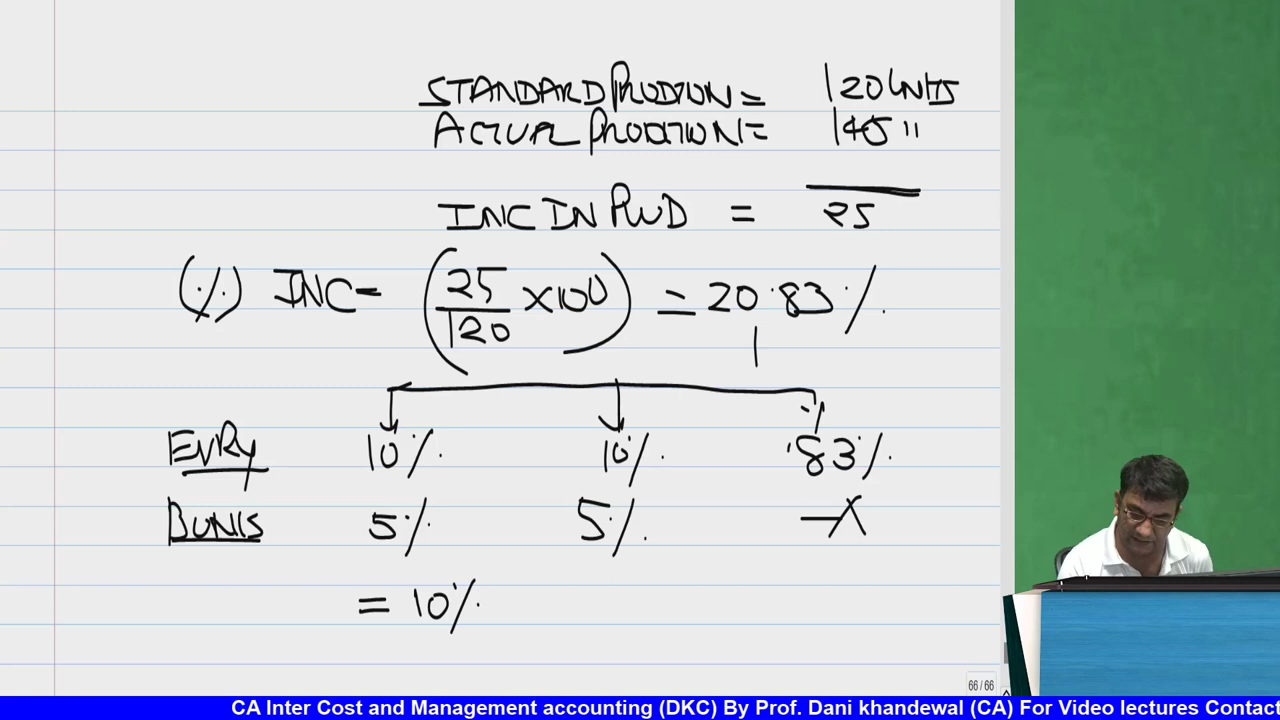 STANDARD PRODTION = 120 UNITS
ACTUAL PRODCTION = 145 "
INC IN PROD = 25
(%) INC = (25/120 × 100) = 20.83%
EVRY 10% 10% .83%
BONUS 5% 5% — X
= 10%
66/66
CA Inter Cost and Management accounting (DKC) By Prof. Dani khandewal (CA) For Video lectures Contact